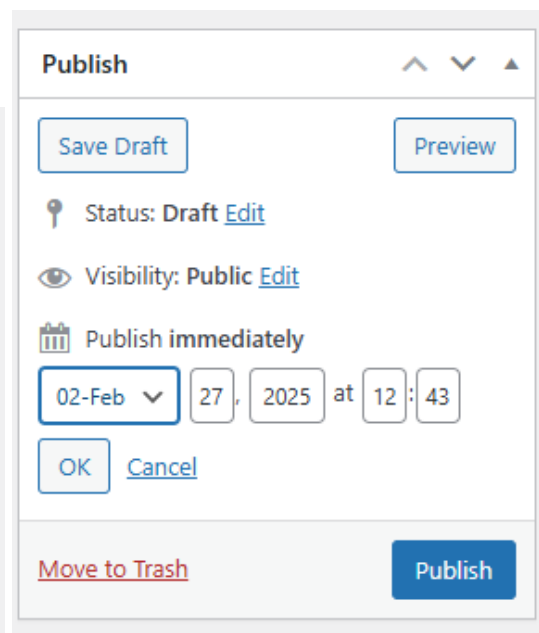 Publish
Save Draft Preview
Status: Draft Edit
Visibility: Public Edit
Publish immediately
02-Feb 27, 2025 at 12:43
OK Cancel
Move to Trash Publish